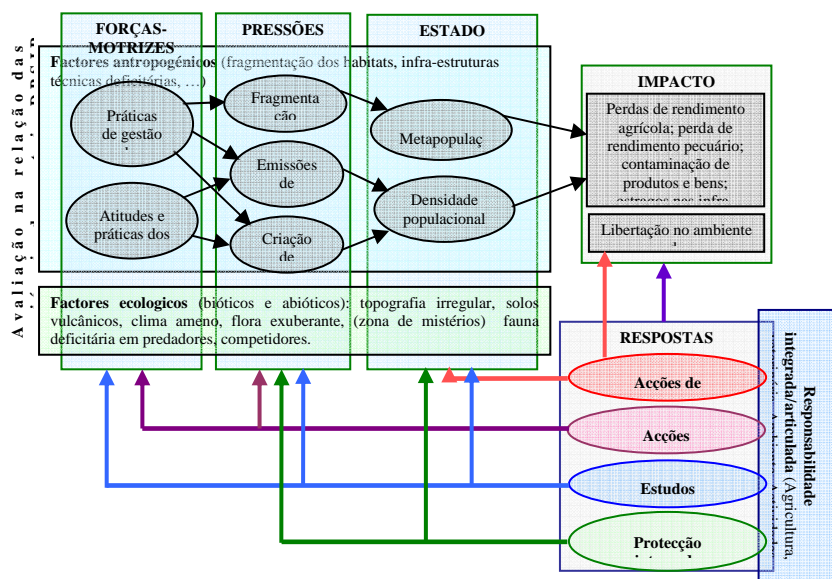 FORÇAS-
MOTRIZES
PRESSÕES
ESTADO
Factores antropogénicos (fragmentação dos habitats, infra-estruturas
técnicas deficitárias, …)
Práticas
de gestão
Atitudes e
práticas dos
Fragmenta
ção
Emissões
de
Criação
de
Metapopulaç
Densidade
populacional
IMPACTO
Perdas de rendimento
agrícola; perda de
rendimento pecuário;
contaminação de
produtos e bens;
estragos nas infra
Libertação no ambiente
Factores ecologicos (bióticos e abióticos): topografia irregular, solos
vulcânicos, clima ameno, flora exuberante, (zona de mistérios) fauna
deficitária em predadores, competidores.
RESPOSTAS
Acções de
Acções
Estudos
Protecção
Avaliação na relação das
Responsabilidade
integrada/articulada (Agricultura,